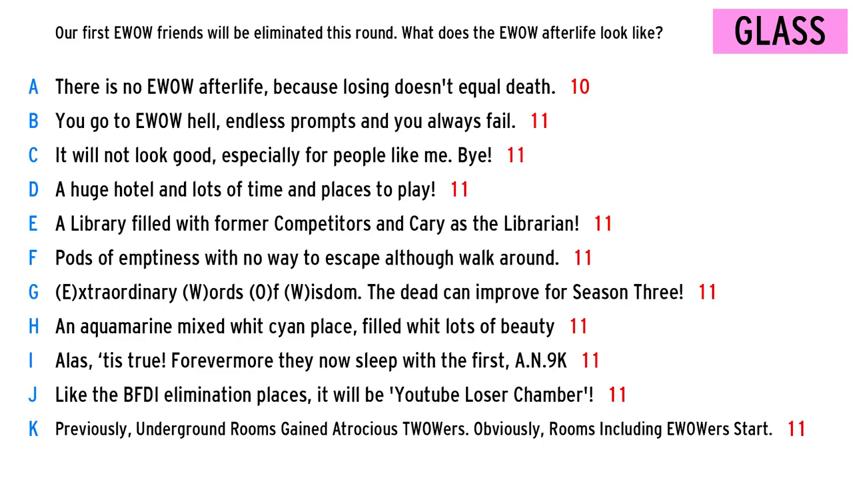 Our first EWOW friends will be eliminated this round. What does the EWOW afterlife look like?
GLASS
A There is no EWOW afterlife, because losing doesn't equal death. 10
B You go to EWOW hell, endless prompts and you always fail. 11
C It will not look good, especially for people like me. Bye! 11
D A huge hotel and lots of time and places to play! 11
E A Library filled with former Competitors and Cary as the Librarian! 11
F Pods of emptiness with no way to escape although walk around. 11
G (E)xtraordinary (W)ords (O)f (W)isdom. The dead can improve for Season Three! 11
H An aquamarine mixed whit cyan place, filled whit lots of beauty 11
I Alas, ‘tis true! Forevermore they now sleep with the first, A.N.9K 11
J Like the BFDI elimination places, it will be 'Youtube Loser Chamber'! 11
K Previously, Underground Rooms Gained Atrocious TWOWers. Obviously, Rooms Including EWOWers Start. 11